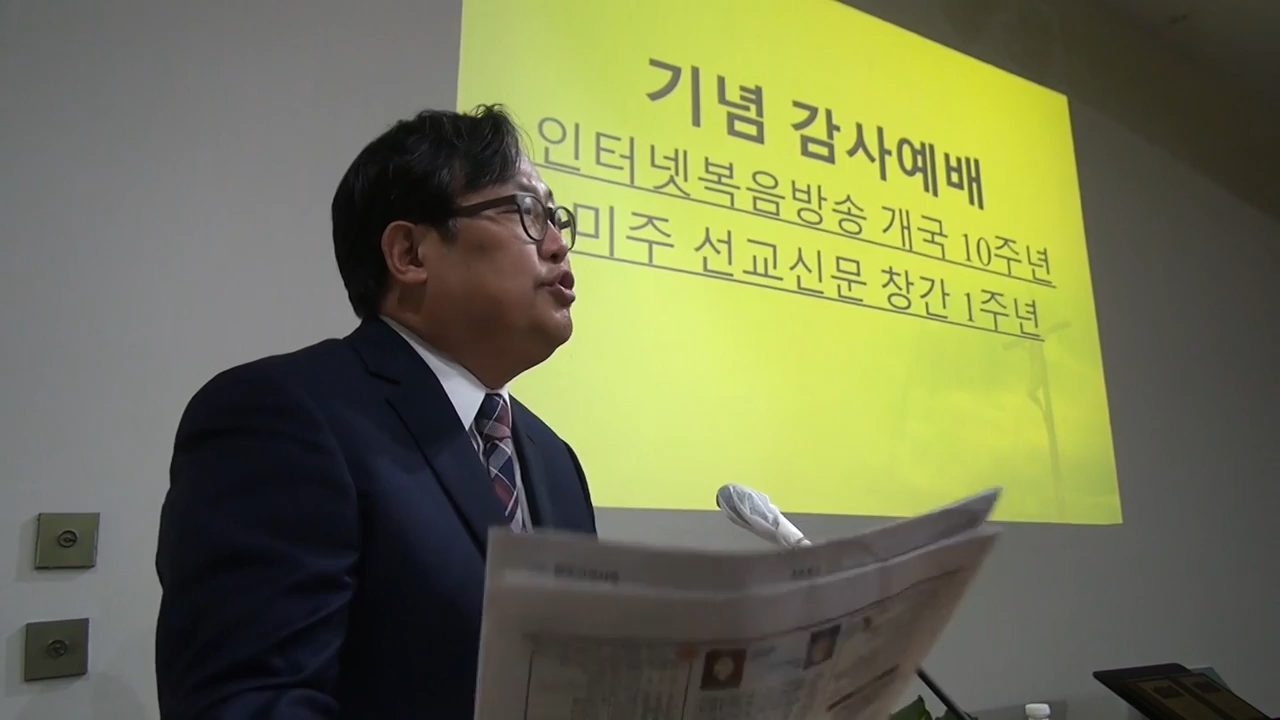 기념 감사예배
인터넷복음방송 개국 10주년
미주 선교신문 창간 1주년